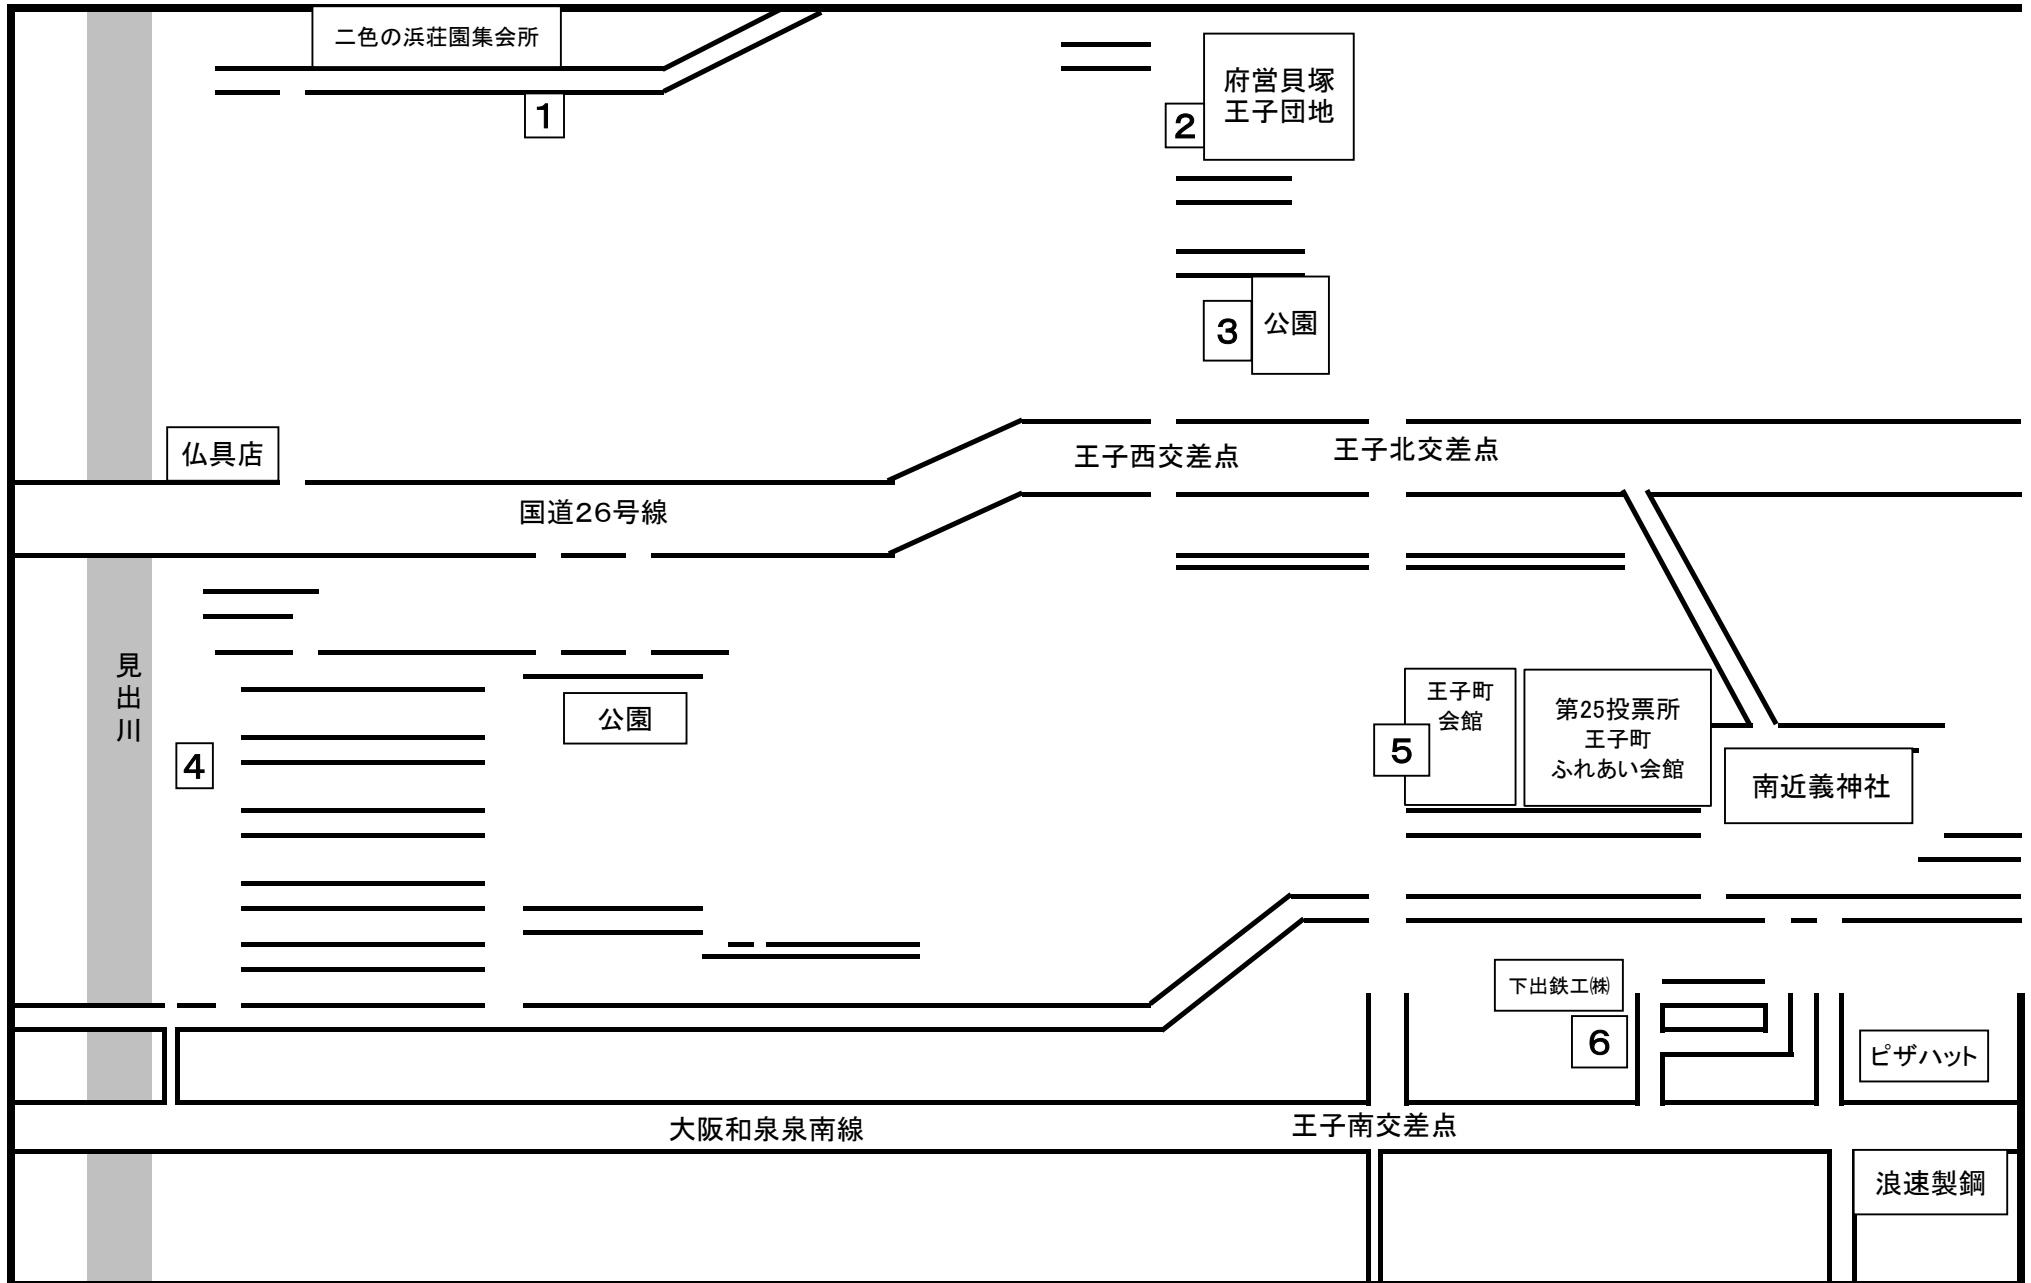 二色の浜荘園集会所
1
府営貝塚
王子団地
2
3
公園
仏具店
王子西交差点
王子北交差点
国道26号線
見出川
公園
4
王子町
会館
5
第25投票所
王子町
ふれあい会館
南近義神社
下出鉄工㈱
6
ピザハット
大阪和泉泉南線
王子南交差点
浪速製鋼